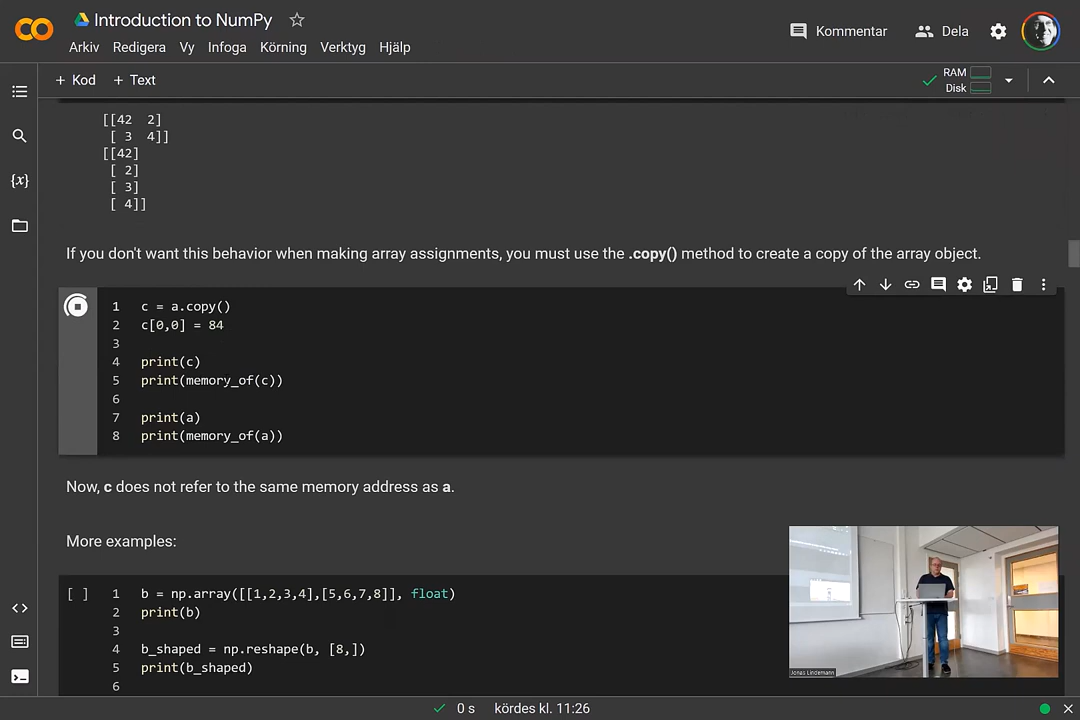 Introduction to NumPy
Arkiv Redigera Vy Infoga Körning Verktyg Hjälp
Kommentar
Dela
+ Kod + Text
RAM
Disk
[[42 2]
[ 3 4]]
[[42]
[ 2]
[ 3]
[ 4]]
If you don't want this behavior when making array assignments, you must use the .copy() method to create a copy of the array object.
1 c = a.copy()
2 c[0,0] = 84
3
4 print(c)
5 print(memory_of(c))
6
7 print(a)
8 print(memory_of(a))
Now, c does not refer to the same memory address as a.
More examples:
[ ] 1 b = np.array([[1,2,3,4],[5,6,7,8]], float)
2 print(b)
3
4 b_shaped = np.reshape(b, [8,])
5 print(b_shaped)
6
Jonas Lindemann
0 s kördes kl. 11:26